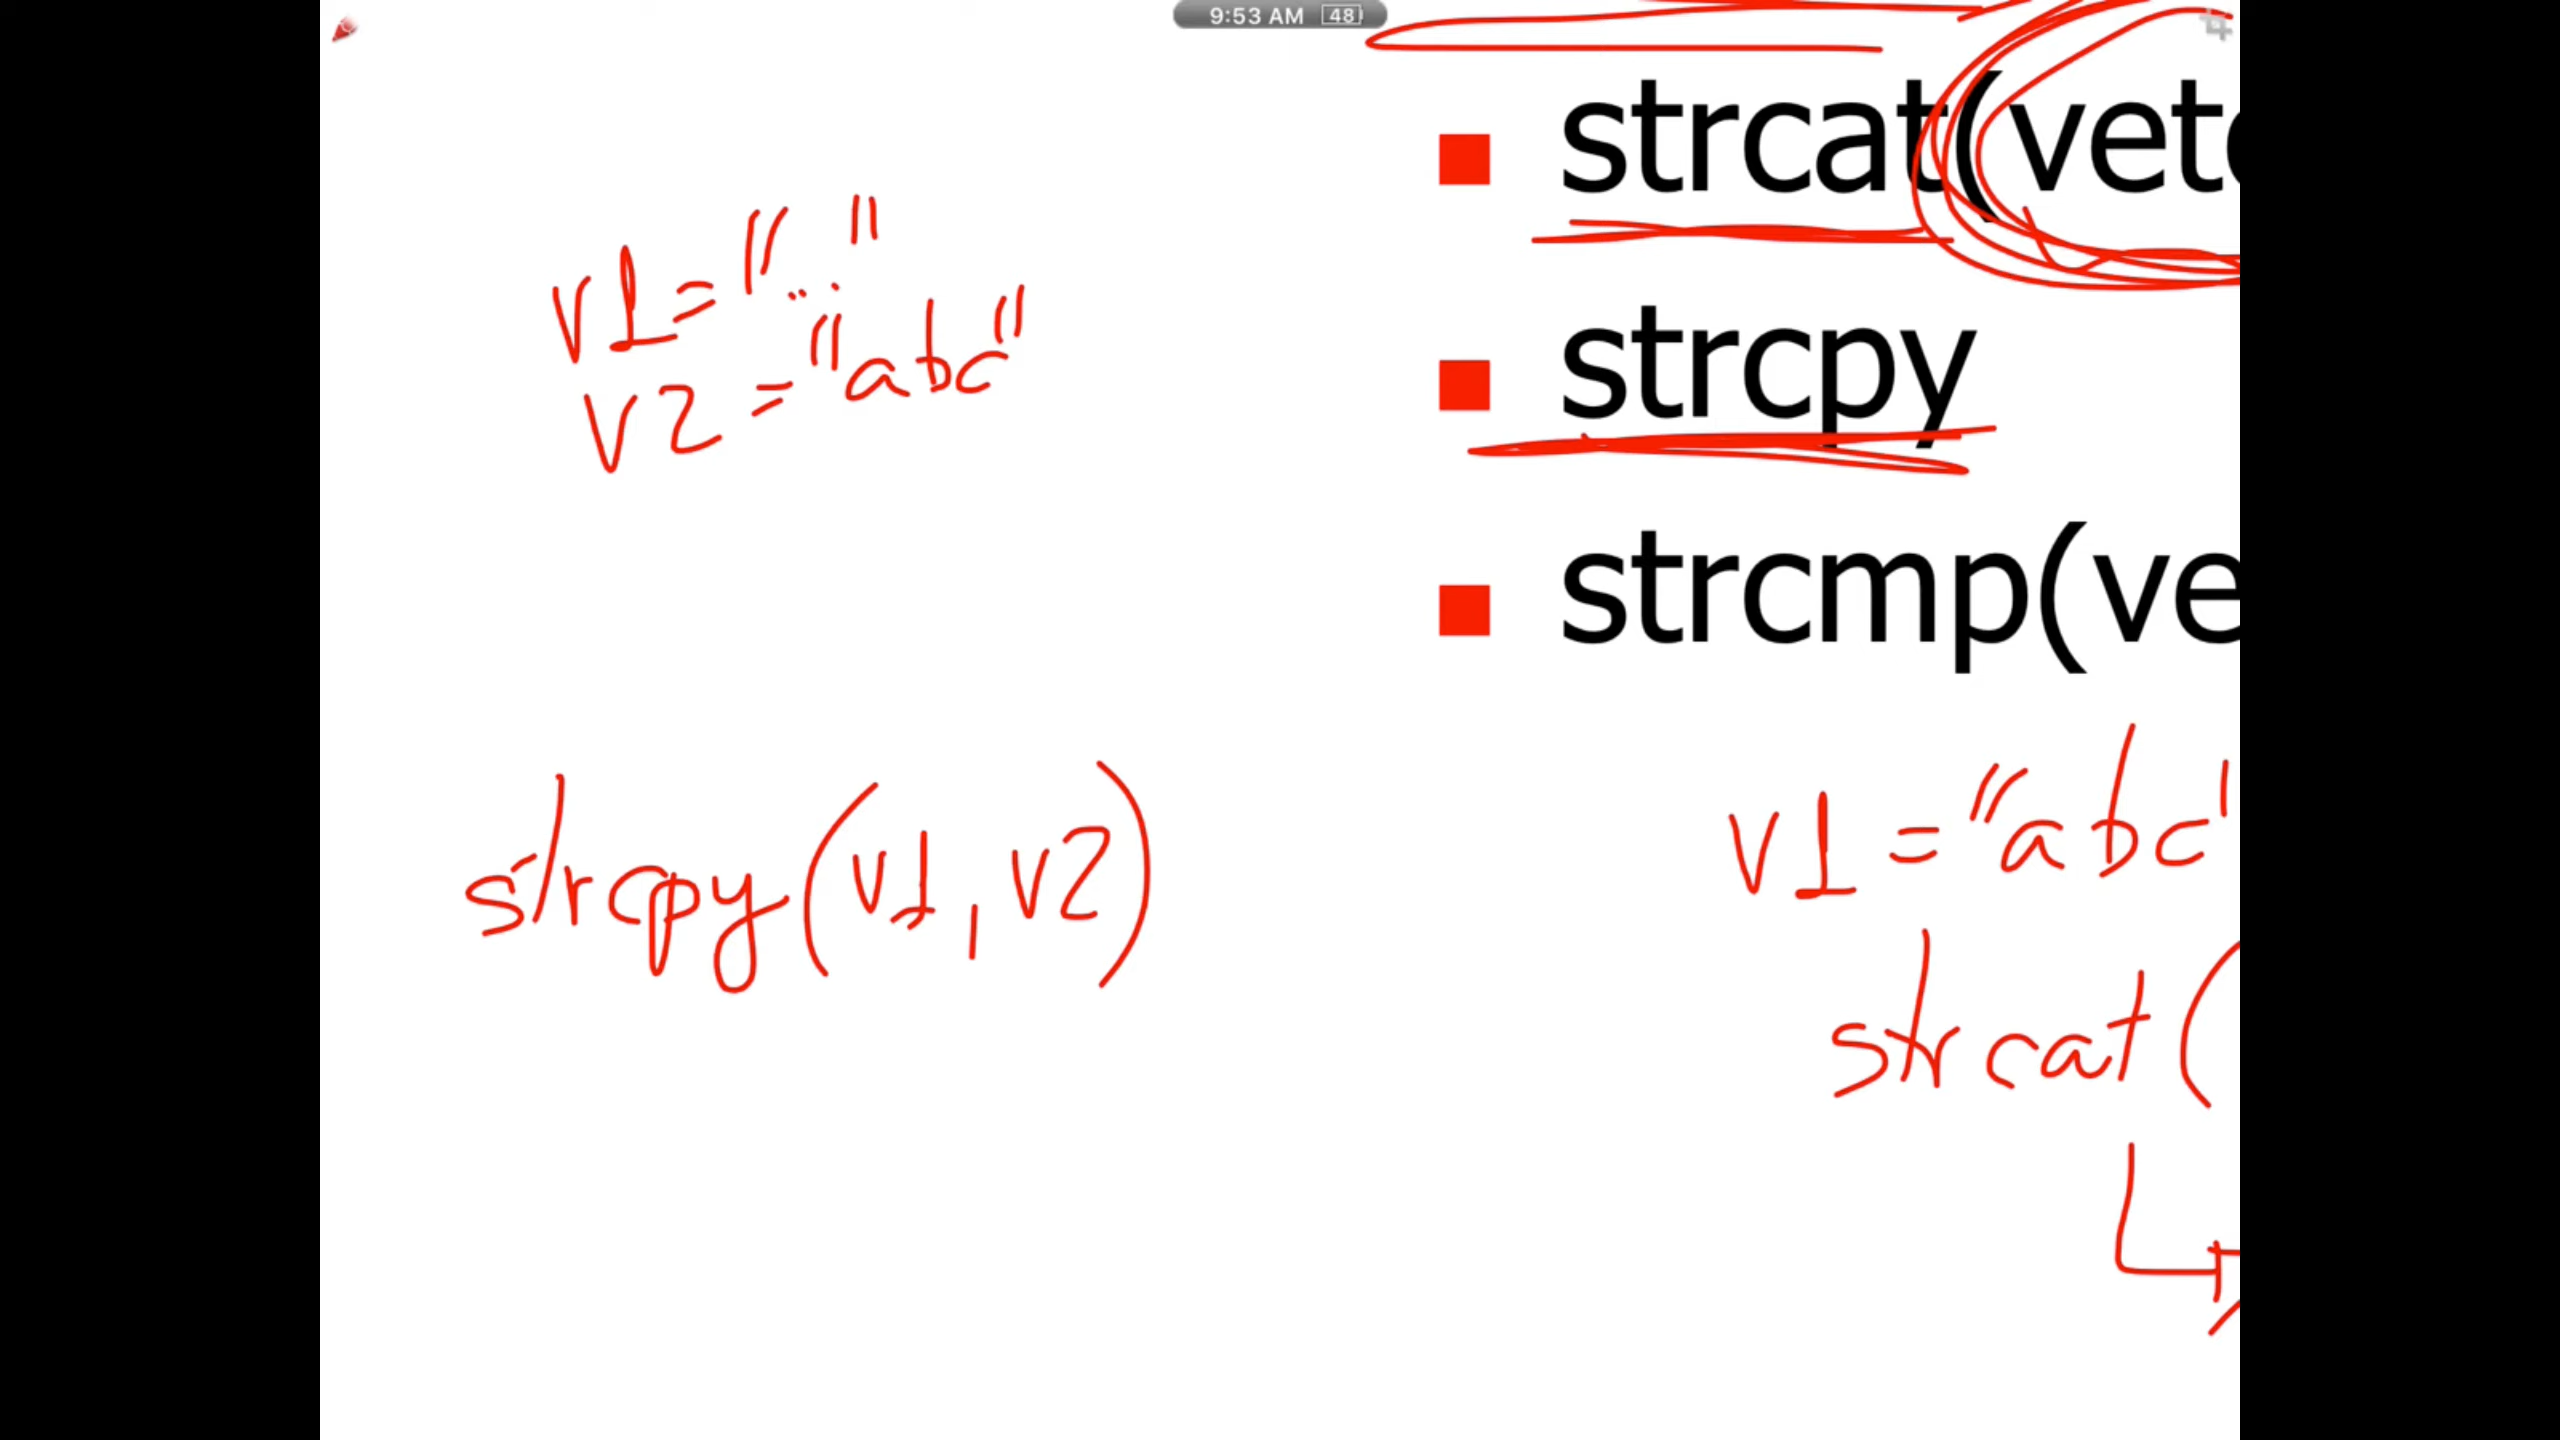 9:53 AM 48
strcat(vet
strcpy
strcmp(ve
v1="..."
v2="abc"
strcpy(v1,v2)
v1="abc"
strcat(